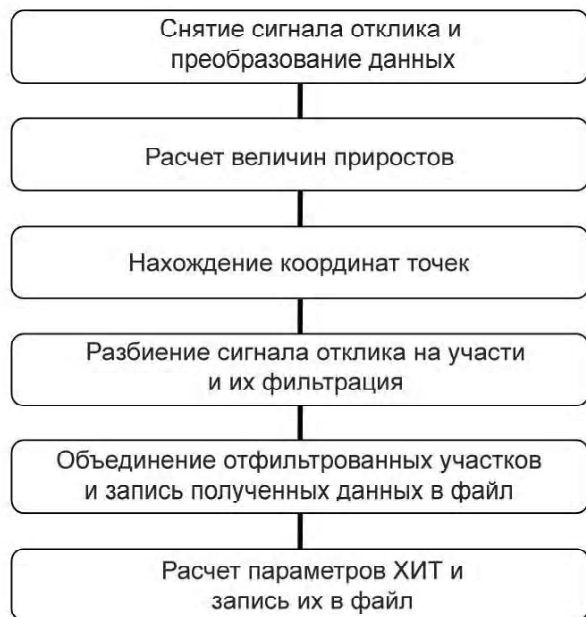 Снятие сигнала отклика и
преобразование данных
Расчет величин приростов
Нахождение координат точек
Разбиение сигнала отклика на участи
и их фильтрация
Объединение отфильтрованных участков
и запись полученных данных в файл
Расчет параметров ХИТ и
запись их в файл